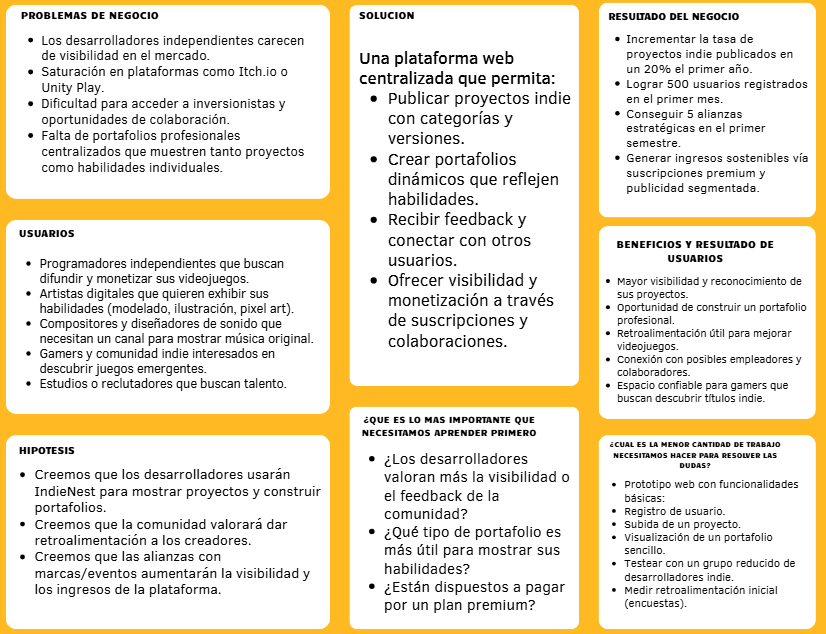 PROBLEMAS DE NEGOCIO
• Los desarrolladores independientes carecen
de visibilidad en el mercado.
• Saturación en plataformas como Itch.io o
Unity Play.
• Dificultad para acceder a inversionistas y
oportunidades de colaboración.
• Falta de portafolios profesionales
centralizados que muestren tanto proyectos
como habilidades individuales.
USUARIOS
• Programadores independientes que buscan
difundir y monetizar sus videojuegos.
• Artistas digitales que quieren exhibir sus
habilidades (modelado, ilustración, pixel art).
• Compositores y diseñadores de sonido que
necesitan un canal para mostrar música original.
• Gamers y comunidad indie interesados en
descubrir juegos emergentes.
• Estudios o reclutadores que buscan talento.
HIPOTESIS
• Creemos que los desarrolladores usarán
IndieNest para mostrar proyectos y construir
portafolios.
• Creemos que la comunidad valorará dar
retroalimentación a los creadores.
• Creemos que las alianzas con
marcas/eventos aumentarán la visibilidad y
los ingresos de la plataforma.
SOLUCION
Una plataforma web
centralizada que permita:
• Publicar proyectos indie
con categorías y
versiones.
• Crear portafolios
dinámicos que reflejen
habilidades.
• Recibir feedback y
conectar con otros
usuarios.
• Ofrecer visibilidad y
monetización a través
de suscripciones y
colaboraciones.
¿QUE ES LO MAS IMPORTANTE QUE
NECESITAMOS APRENDER PRIMERO
• ¿Los desarrolladores
valoran más la visibilidad o
el feedback de la
comunidad?
• ¿Qué tipo de portafolio es
más útil para mostrar sus
habilidades?
• ¿Están dispuestos a pagar
por un plan premium?
RESULTADO DEL NEGOCIO
• Incrementar la tasa de
proyectos indie publicados en
un 20% el primer año.
• Lograr 500 usuarios registrados
en el primer mes.
• Conseguir 5 alianzas
estratégicas en el primer
semestre.
• Generar ingresos sostenibles vía
suscripciones premium y
publicidad segmentada.
BENEFICIOS Y RESULTADO DE
USUARIOS
• Mayor visibilidad y reconocimiento de
sus proyectos.
• Oportunidad de construir un portafolio
profesional.
• Retroalimentación útil para mejorar
videojuegos.
• Conexión con posibles empleadores y
colaboradores.
• Espacio confiable para gamers que
buscan descubrir títulos indie.
¿CUAL ES LA MENOR CANTIDAD DE TRABAJO
NECESITAMOS HACER PARA RESOLVER LAS
DUDAS?
• Prototipo web con funcionalidades
básicas:
• Registro de usuario.
• Subida de un proyecto.
• Visualización de un portafolio
sencillo.
• Testear con un grupo reducido de
desarrolladores indie.
• Medir retroalimentación inicial
(encuestas).